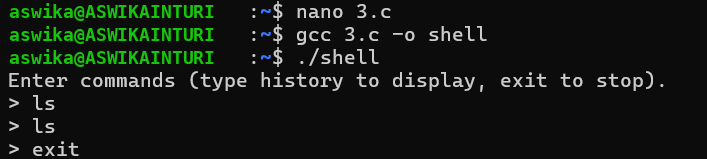 aswika@ASWIKAINTURI   :~$ nano 3.c
aswika@ASWIKAINTURI   :~$ gcc 3.c -o shell
aswika@ASWIKAINTURI   :~$ ./shell
Enter commands (type history to display, exit to stop).
> ls
> ls
> exit